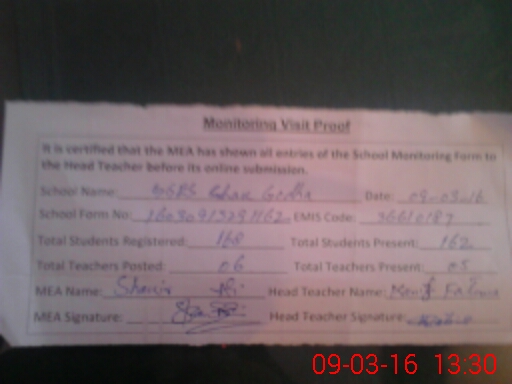 Monitoring Visit Proof
It is certified that the MEA has shown all entries of the School Monitoring Form to
the Head Teacher before its online submission.
School Name: Date: 09-03-16
School Form No: EMIS Code: 36610187
Total Students Registered: 168 Total Students Present: 162
Total Teachers Posted: 06 Total Teachers Present: 05
MEA Name: Head Teacher Name:
MEA Signature: Head Teacher Signature:
09-03-16 13:30